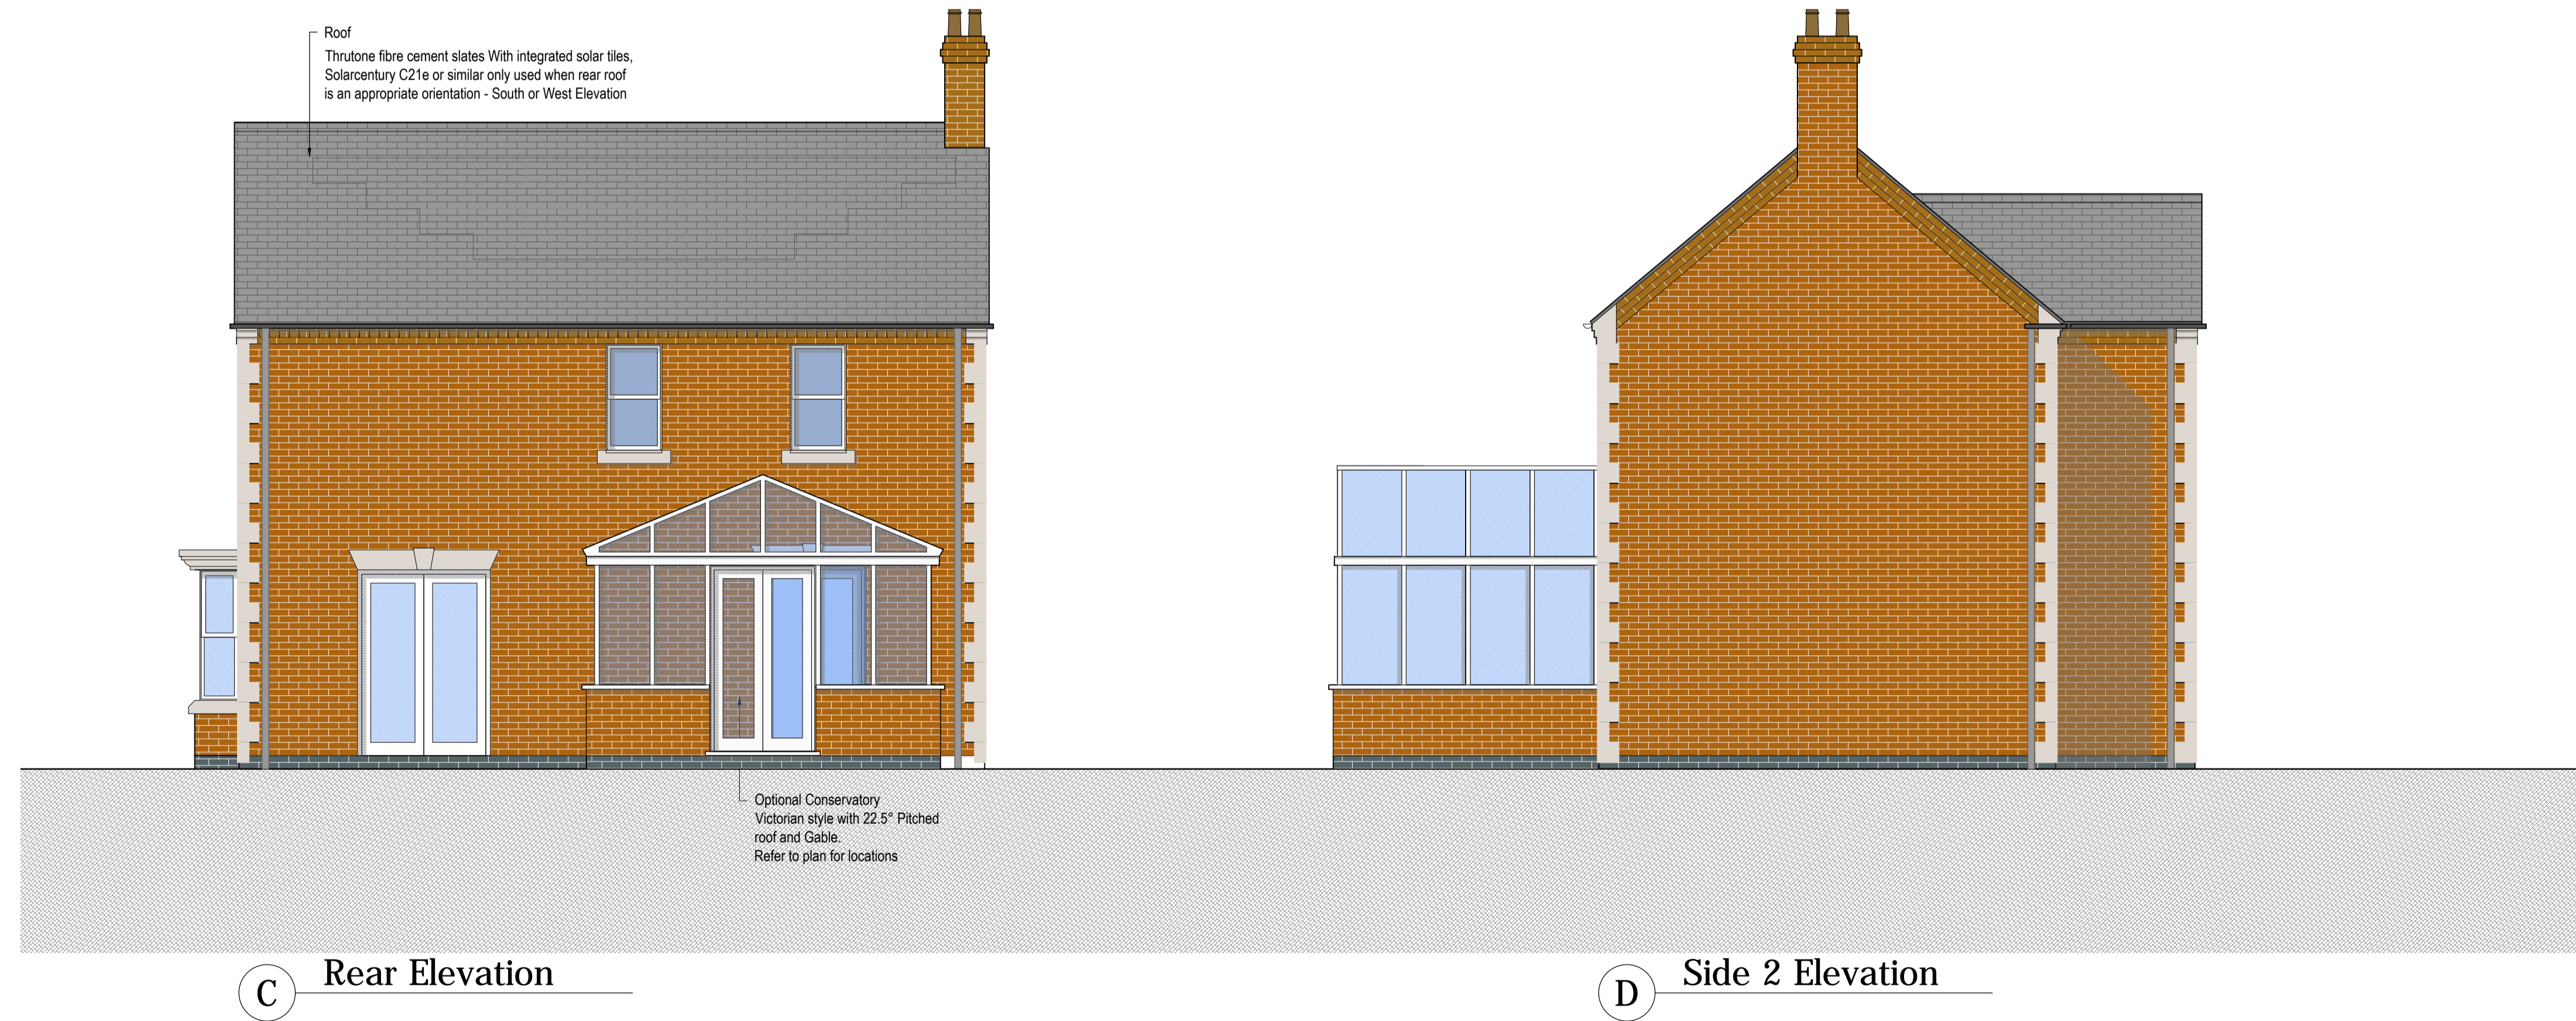 Roof
Thrutone fibre cement slates With integrated solar tiles,
Solarcentury C21e or similar only used when rear roof
is an appropriate orientation - South or West Elevation
Optional Conservatory
Victorian style with 22.5° Pitched
roof and Gable.
Refer to plan for locations
C Rear Elevation
D Side 2 Elevation